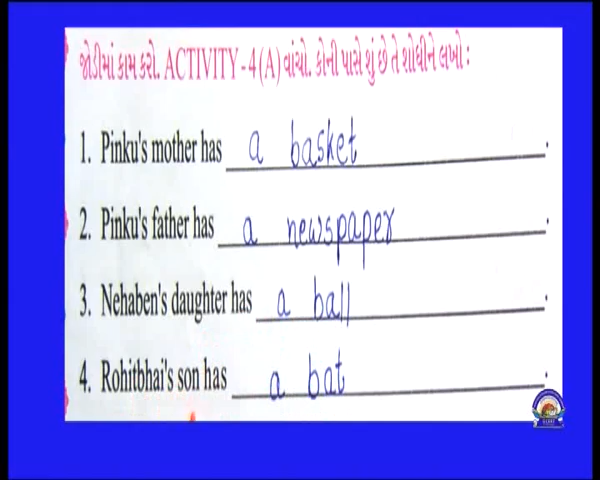 જોડીમાં કામ કરો. ACTIVITY - 4 (A) વાંચો. કોની પાસે શું છે તે શોધીને લખો :
1. Pinku's mother has a basket.
2. Pinku's father has a newspaper.
3. Nehaben's daughter has a ball.
4. Rohitbhai's son has a bat.